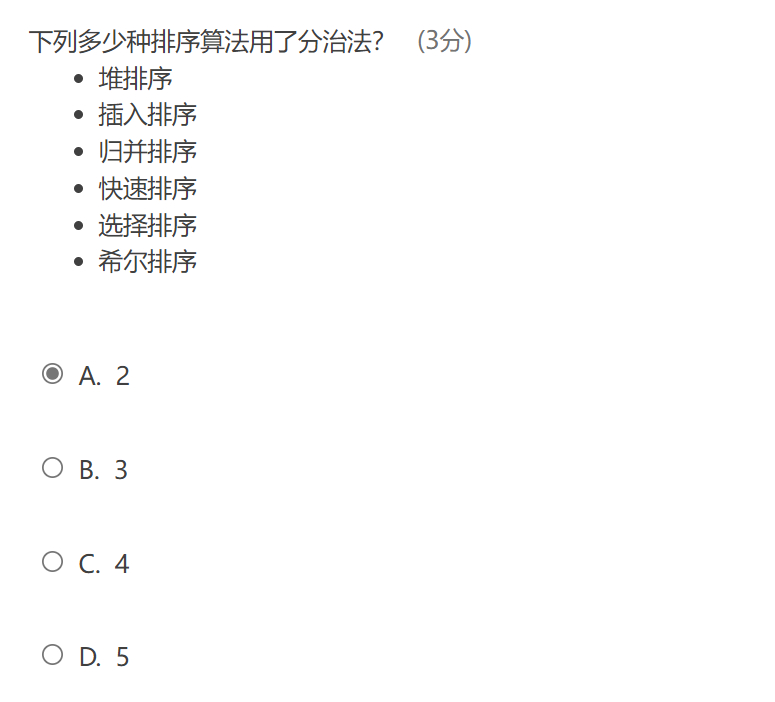 下列多少种排序算法用了分治法? (3分)
• 堆排序
• 插入排序
• 归并排序
• 快速排序
• 选择排序
• 希尔排序
A. 2
B. 3
C. 4
D. 5